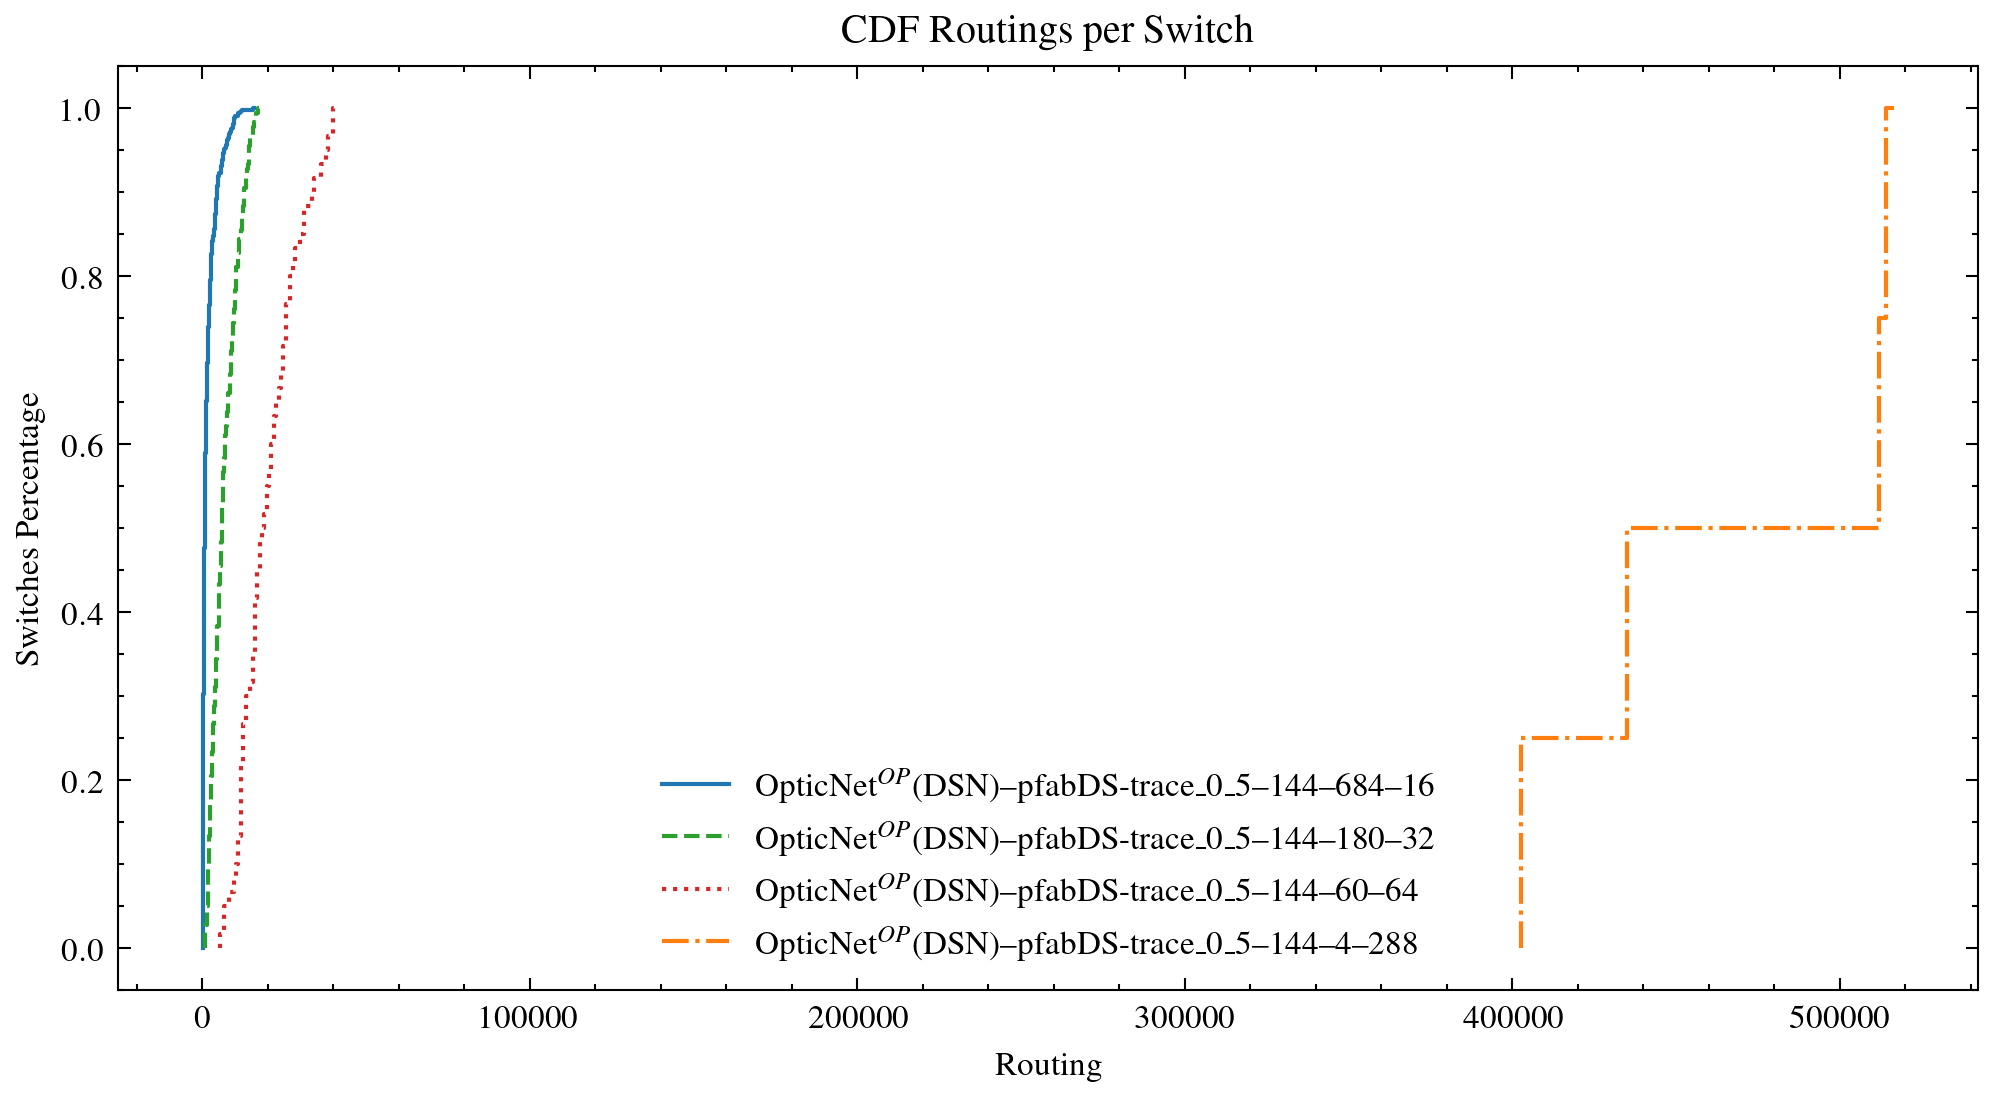 CDF Routings per Switch
1.0
0.8
0.6
0.4
0.2
0.0
Switches Percentage
OpticNet^OP(DSN)–pfabDS-trace_0_5–144–684–16
OpticNet^OP(DSN)–pfabDS-trace_0_5–144–180–32
OpticNet^OP(DSN)–pfabDS-trace_0_5–144–60–64
OpticNet^OP(DSN)–pfabDS-trace_0_5–144–4–288
0 100000 200000 300000 400000 500000
Routing